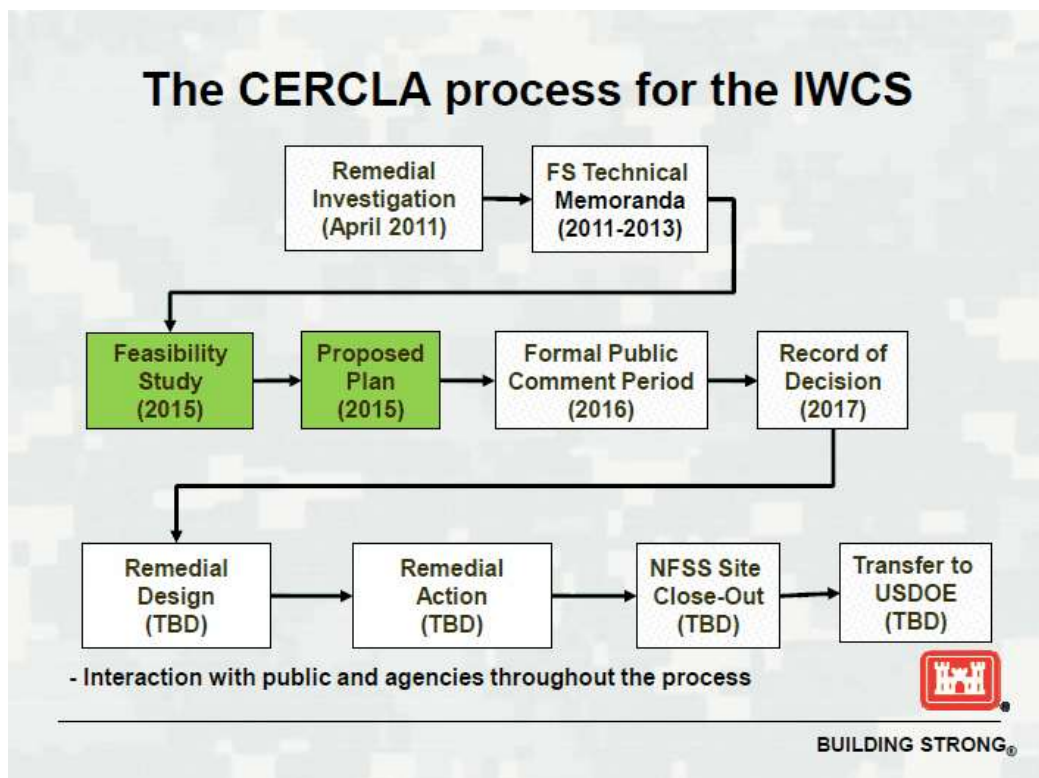 The CERCLA process for the IWCS
Remedial
Investigation
(April 2011)
FS Technical
Memoranda
(2011-2013)
Feasibility
Study
(2015)
Proposed
Plan
(2015)
Formal Public
Comment Period
(2016)
Record of
Decision
(2017)
Remedial
Design
(TBD)
Remedial
Action
(TBD)
NFSS Site
Close-Out
(TBD)
Transfer to
USDOE
(TBD)
- Interaction with public and agencies throughout the process
®
BUILDING STRONG®